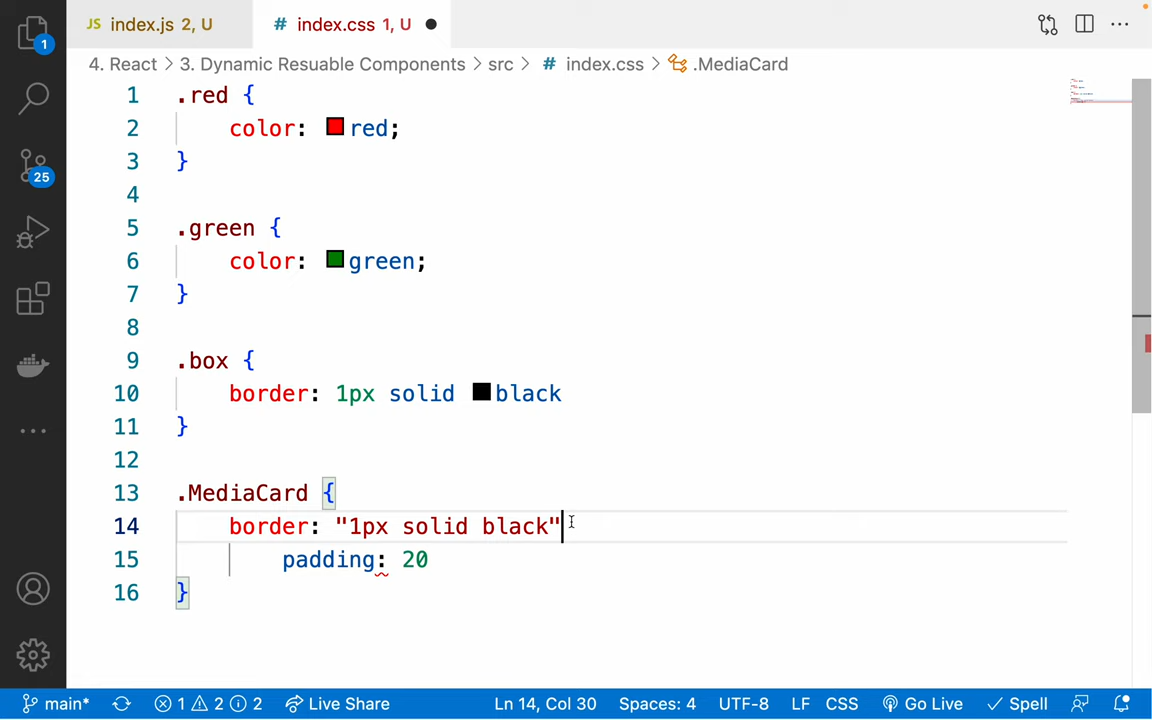 JS index.js 2, U # index.css 1, U
4. React > 3. Dynamic Resuable Components > src > # index.css > .MediaCard
1
25
1 .red {
2 color: red;
3 }
4
5 .green {
6 color: green;
7 }
8
9 .box {
10 border: 1px solid black
11 }
12
13 .MediaCard {
14 border: "1px solid black"
15 padding: 20
16 }
main* 1 2 2 Live Share Ln 14, Col 30 Spaces: 4 UTF-8 LF CSS Go Live Spell